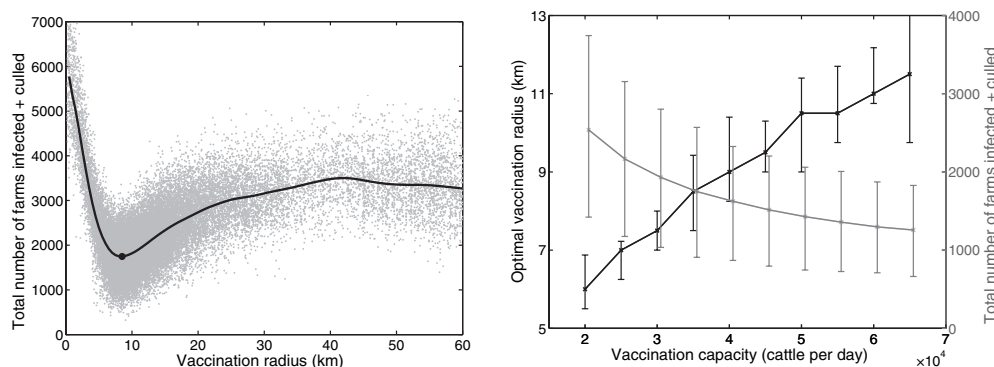 7000
6000
5000
4000
3000
2000
1000
0
Total number of farms infected + culled
0 10 20 30 40 50 60
Vaccination radius (km)
13
11
9
7
5
Optimal vaccination radius (km)
2 3 4 5 6 7
×10⁴
Vaccination capacity (cattle per day)
4000
3000
2000
1000
0
Total number of farms infected + culled